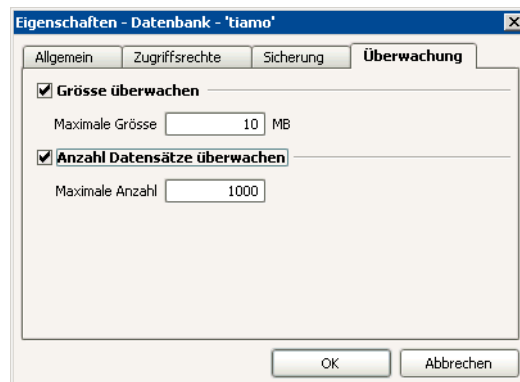 Eigenschaften - Datenbank - 'tiamo'
Allgemein Zugriffsrechte Sicherung Überwachung
Grösse überwachen
Maximale Grösse 10 MB
Anzahl Datensätze überwachen
Maximale Anzahl 1000
OK Abbrechen